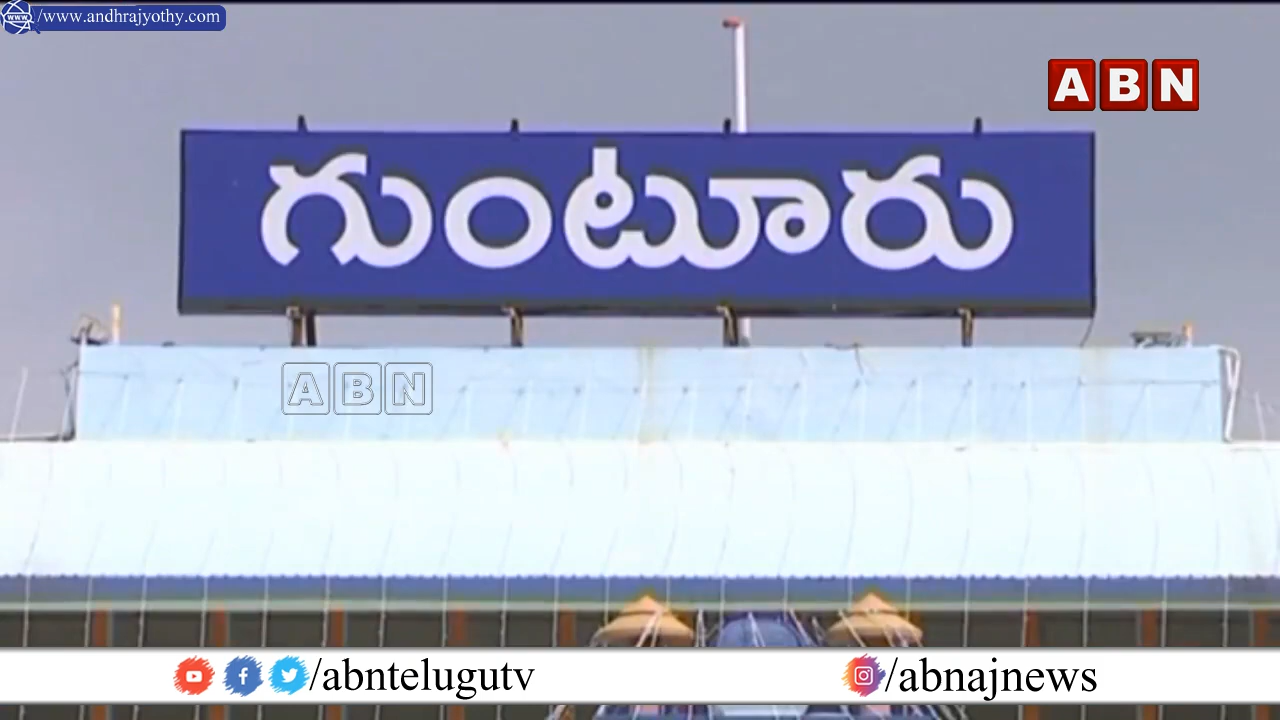 /www.andhrajyothy.com
ABN
గుంటూరు
ABN
/abntelugutv
/abnajnews